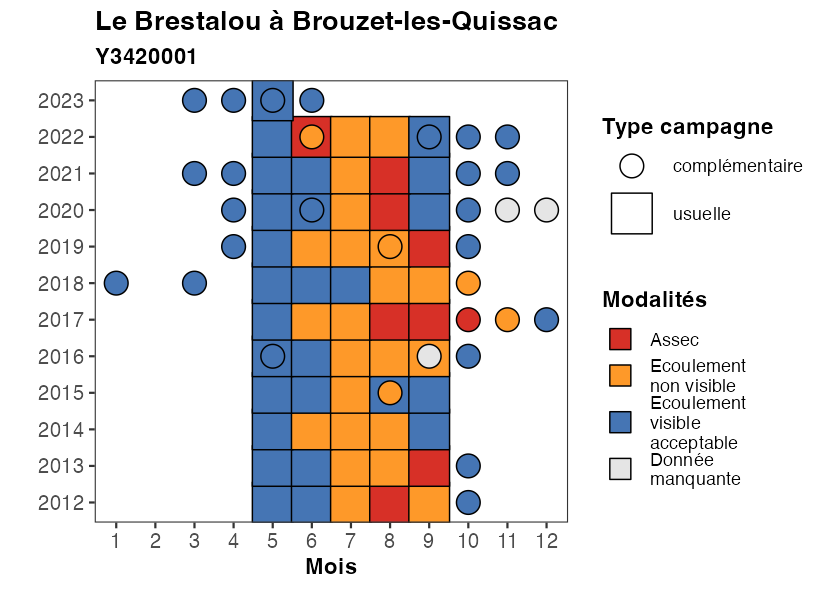 Le Brestalou à Brouzet-les-Quissac
Y3420001
2023
2022
2021
2020
2019
2018
2017
2016
2015
2014
2013
2012
1 2 3 4 5 6 7 8 9 10 11 12
Mois
Type campagne
complémentaire
usuelle
Modalités
Assec
Ecoulement
non visible
Ecoulement
visible
acceptable
Donnée
manquante